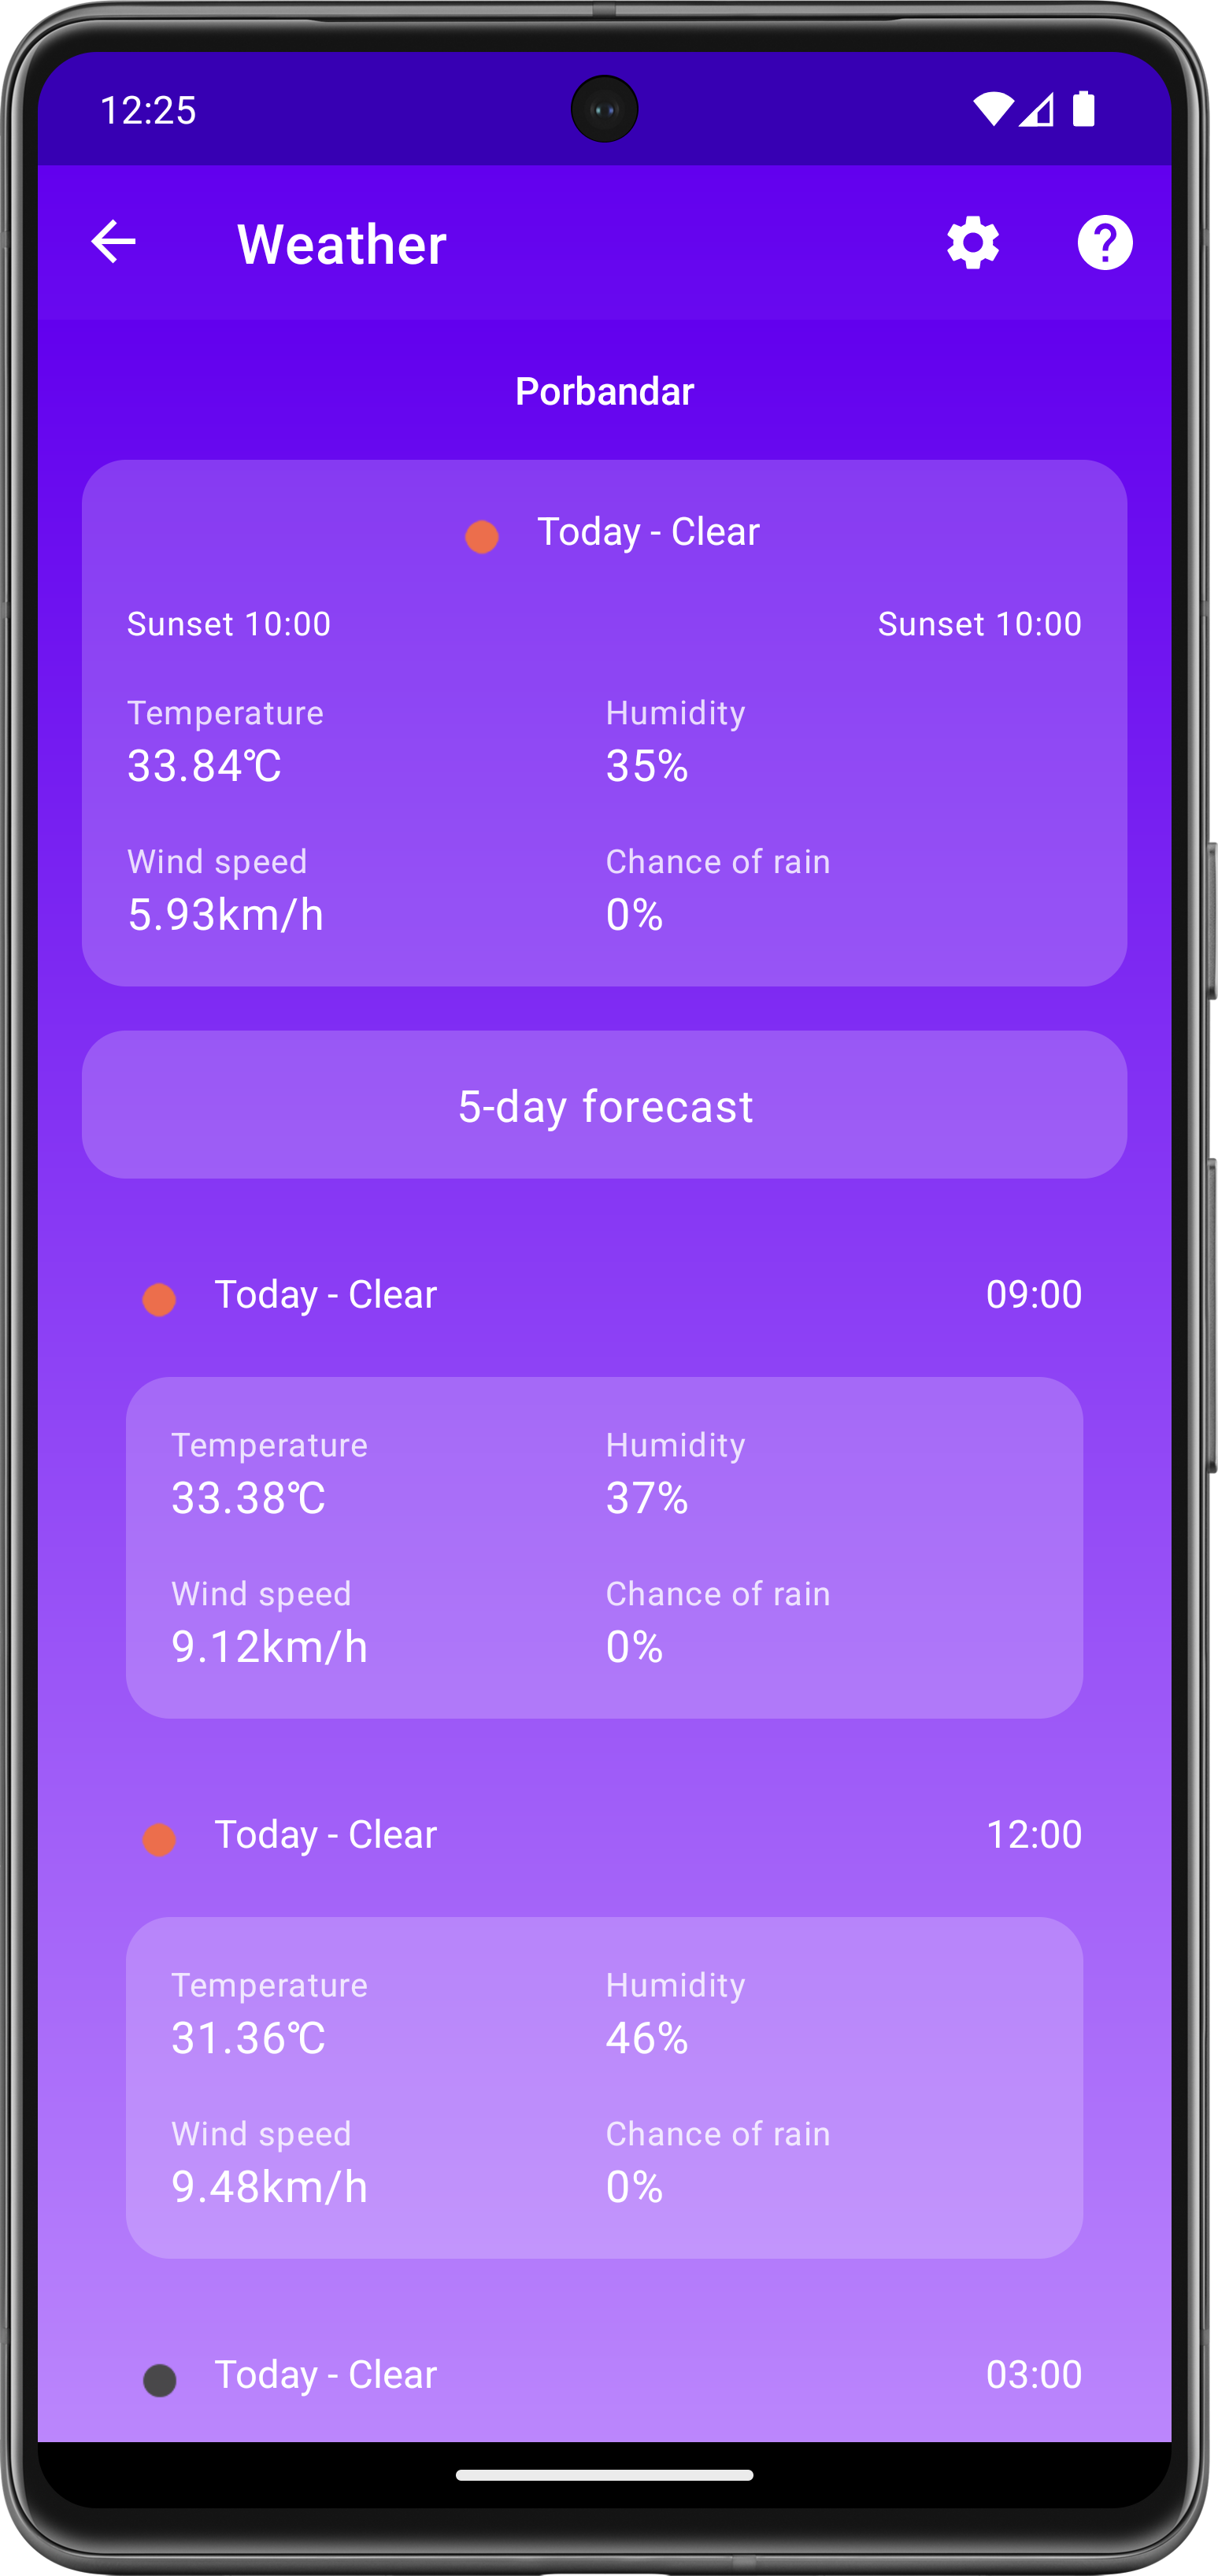 12:25
Weather
Porbandar
Today - Clear
Sunset 10:00 Sunset 10:00
Temperature Humidity
33.84℃ 35%
Wind speed Chance of rain
5.93km/h 0%
5-day forecast
Today - Clear 09:00
Temperature Humidity
33.38℃ 37%
Wind speed Chance of rain
9.12km/h 0%
Today - Clear 12:00
Temperature Humidity
31.36℃ 46%
Wind speed Chance of rain
9.48km/h 0%
Today - Clear 03:00